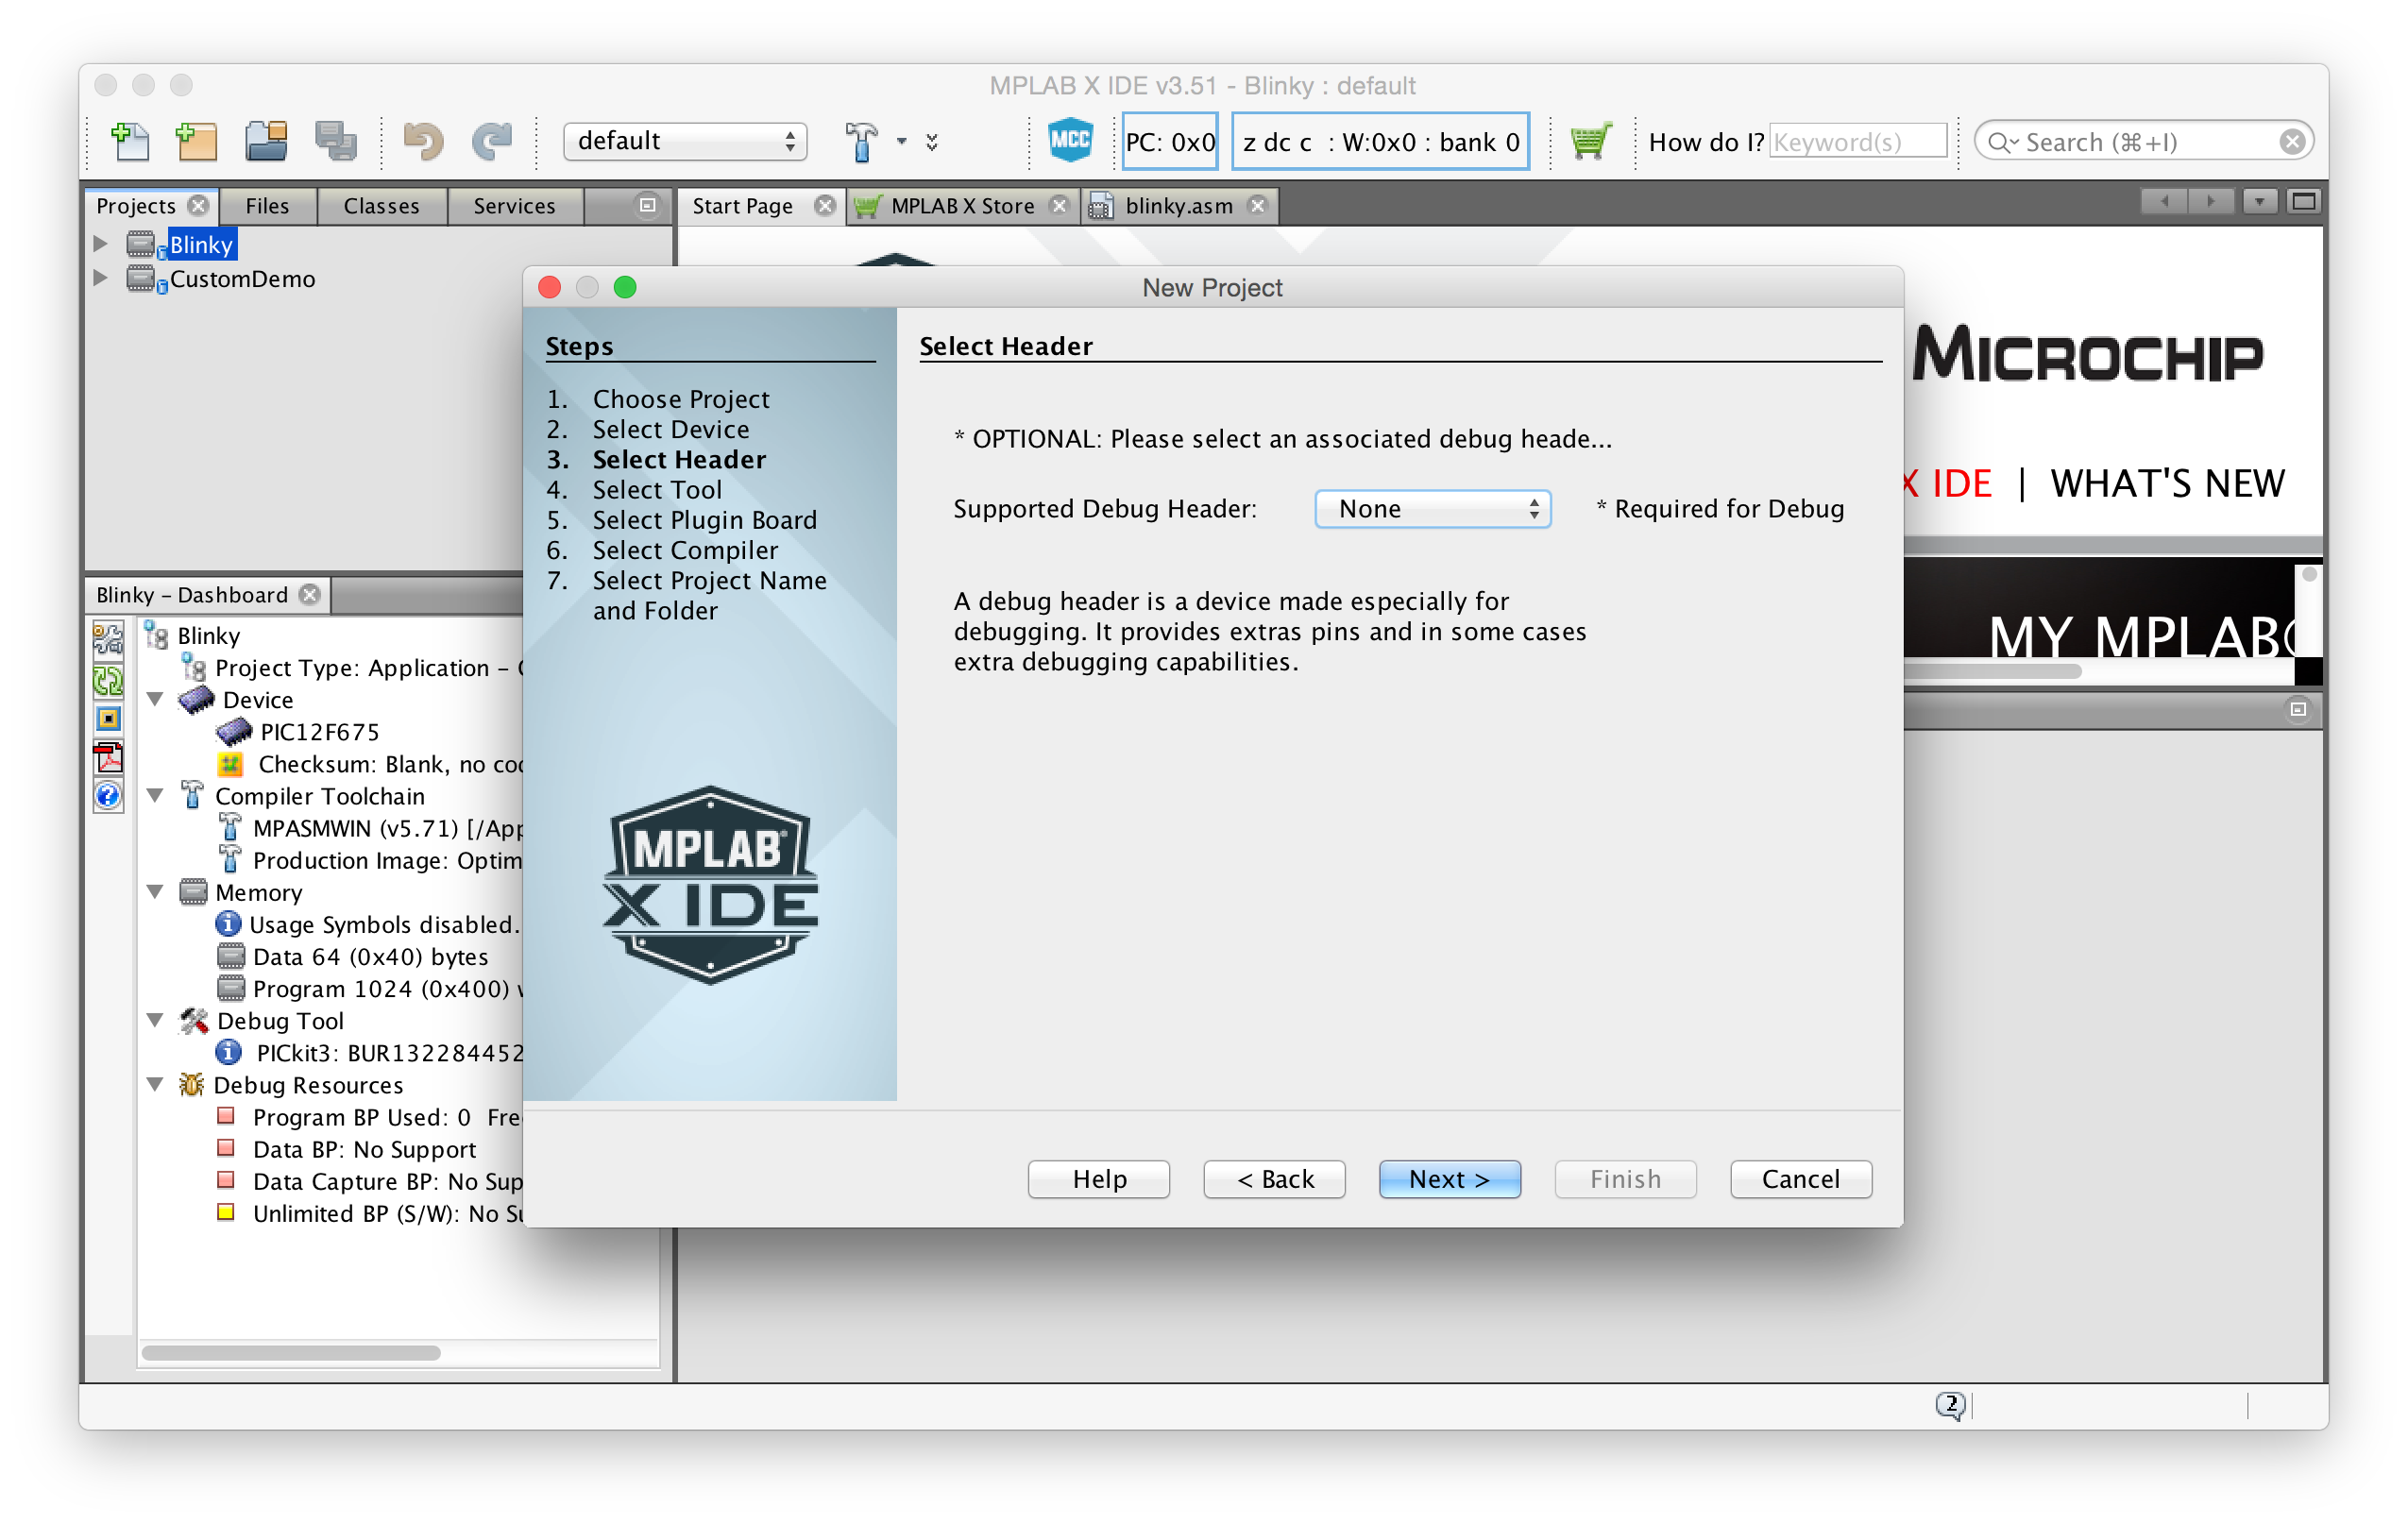 MPLAB X IDE v3.51 - Blinky : default
default
MCC
PC: 0x0
z dc c : W:0x0 : bank 0
How do I?
Keyword(s)
Search (⌘+I)
Projects
Files
Classes
Services
Start Page
MPLAB X Store
blinky.asm
Blinky
CustomDemo
MICROCHIP
X IDE | WHAT'S NEW
MY MPLAB
New Project
Steps
1. Choose Project
2. Select Device
3. Select Header
4. Select Tool
5. Select Plugin Board
6. Select Compiler
7. Select Project Name
and Folder
MPLAB®
X IDE
Select Header
* OPTIONAL: Please select an associated debug heade...
Supported Debug Header:
None
* Required for Debug
A debug header is a device made especially for
debugging. It provides extras pins and in some cases
extra debugging capabilities.
Help
< Back
Next >
Finish
Cancel
Blinky – Dashboard
Blinky
Project Type: Application –
Device
PIC12F675
Checksum: Blank, no
Compiler Toolchain
MPASMWIN (v5.71) [/App
Production Image: Optim
Memory
Usage Symbols disabled.
Data 64 (0x40) bytes
Program 1024 (0x400)
Debug Tool
PICkit3: BUR132284452
Debug Resources
Program BP Used: 0 Fre
Data BP: No Support
Data Capture BP: No Sup
Unlimited BP (S/W): No
2